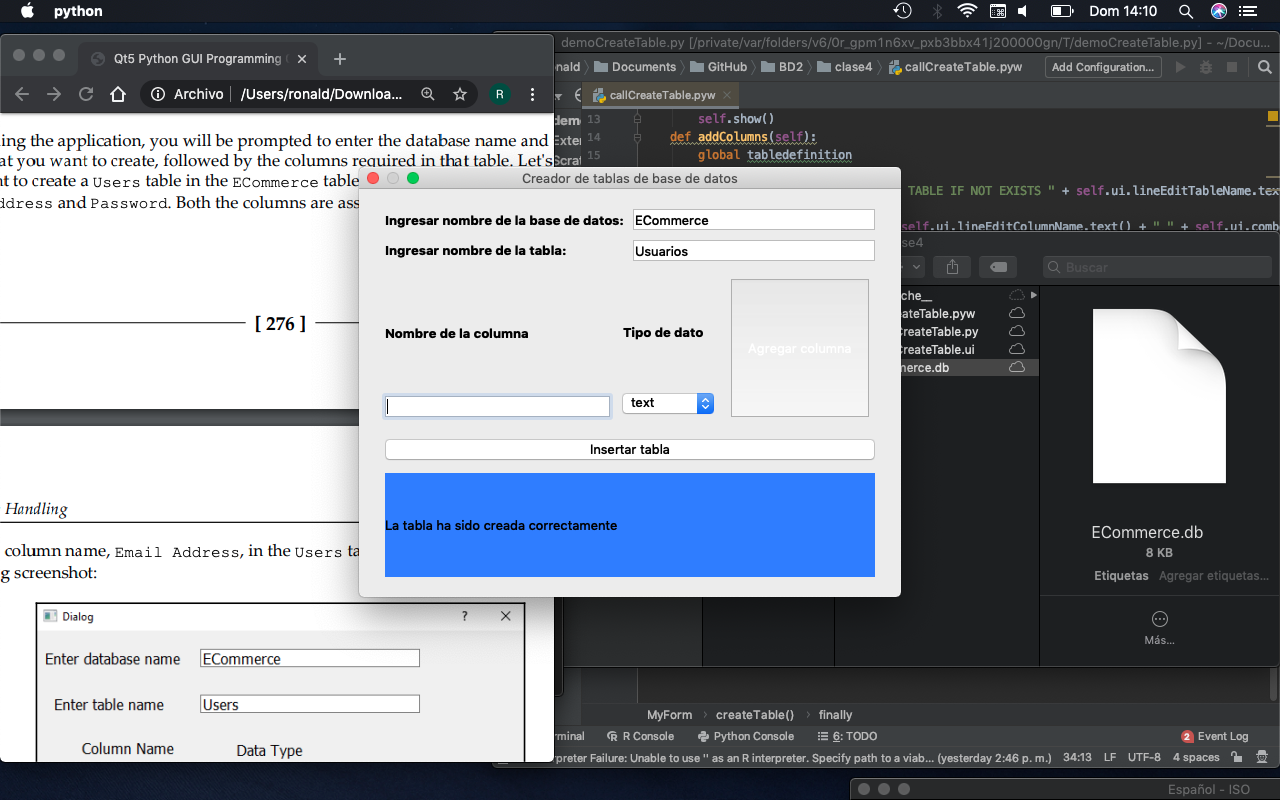 python
Dom 14:10
Qt5 Python GUI Programming
Archivo
/Users/ronald/Downloa...
R
ing the application, you will be prompted to enter the database name and
at you want to create, followed by the columns required in that table. Let's
nt to create a Users table in the ECommerce table
ddress and Password. Both the columns are ass
[ 276 ]
Handling
column name, Email Address, in the Users ta
g screenshot:
Dialog
?
Enter database name
ECommerce
Enter table name
Users
Column Name
Data Type
demoCreateTable.py [/private/var/folders/v6/0r_gpm1n6xv_pxb3bbx41j200000gn/T/demoCreateTable.py] - ~/Docu...
onald
Documents
GitHub
BD2
clase4
callCreateTable.pyw
Add Configuration...
callCreateTable.pyw
demo
Exter
Scrat
13
self.show()
14
def addColumns(self):
15
global tabledefinition
TABLE IF NOT EXISTS " + self.ui.lineEditTableName.tex
self.ui.lineEditColumnName.text() + " " + self.ui.comb
Creador de tablas de base de datos
Ingresar nombre de la base de datos:
ECommerce
Ingresar nombre de la tabla:
Usuarios
Nombre de la columna
Tipo de dato
Agregar columna
text
Insertar tabla
La tabla ha sido creada correctamente
ase4
Buscar
che__
eateTable.pyw
CreateTable.py
CreateTable.ui
merce.db
ECommerce.db
8 KB
Etiquetas
Agregar etiquetas...
Más...
MyForm
createTable()
finally
minal
R Console
Python Console
6: TODO
2
Event Log
rpreter Failure: Unable to use '' as an R interpreter. Specify path to a viab... (yesterday 2:46 p. m.)
34:13
LF
UTF-8
4 spaces
Español - ISO